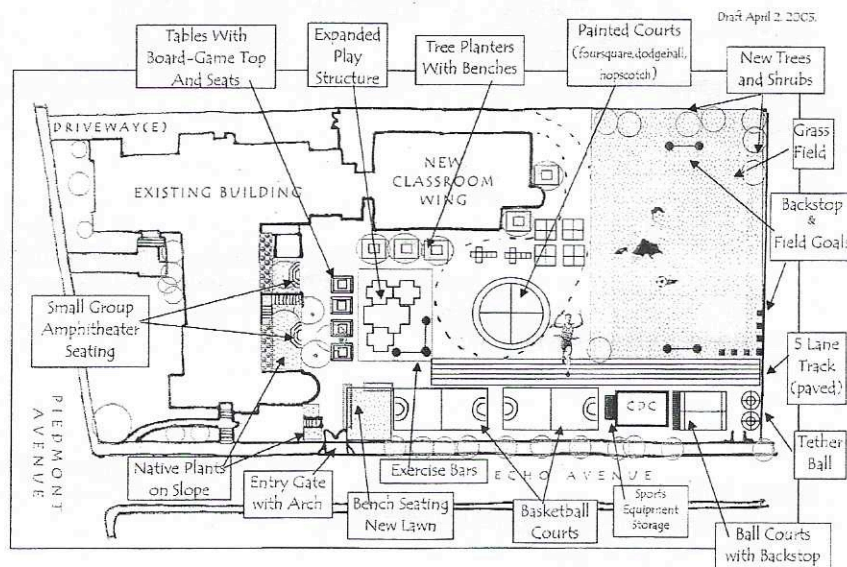 Draft April 2, 2005.
Tables With
Board-Game Top
And Seats
Expanded
Play
Structure
Tree Planters
With Benches
Painted Courts
(foursquare, dodgeball,
hopscotch)
New Trees
and Shrubs
Grass
Field
Backstop
&
Field Goals
5 Lane
Track
(paved)
Tether
Ball
DRIVEWAY(E)
EXISTING BUILDING
NEW
CLASSROOM
WING
Small Group
Amphitheater
Seating
CDC
PIEDMONT
AVENUE
Native Plants
on Slope
Entry Gate
with Arch
Bench Seating
New Lawn
Exercise Bars
Basketball
Courts
ECHO AVENUE
Sports
Equipment
Storage
Ball Courts
with Backstop